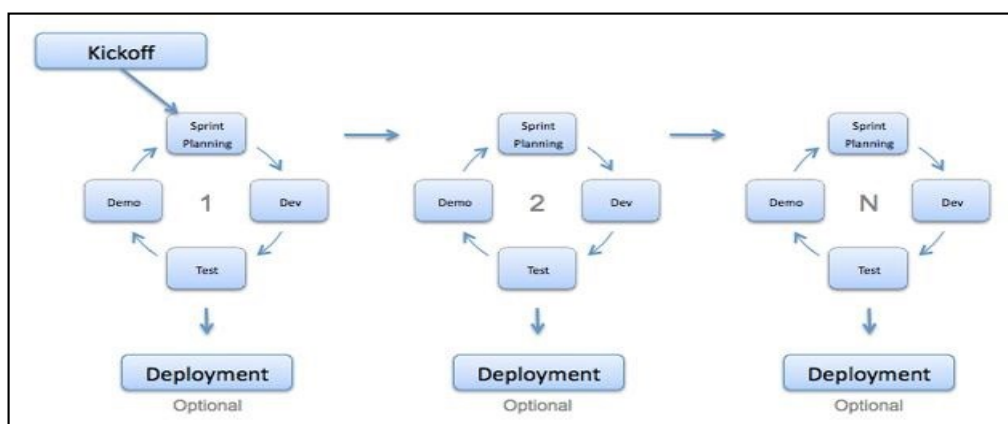 Kickoff
Sprint
Planning
Demo
1
Dev
Test
Deployment
Optional
Sprint
Planning
Demo
2
Dev
Test
Deployment
Optional
Sprint
Planning
Demo
N
Dev
Test
Deployment
Optional